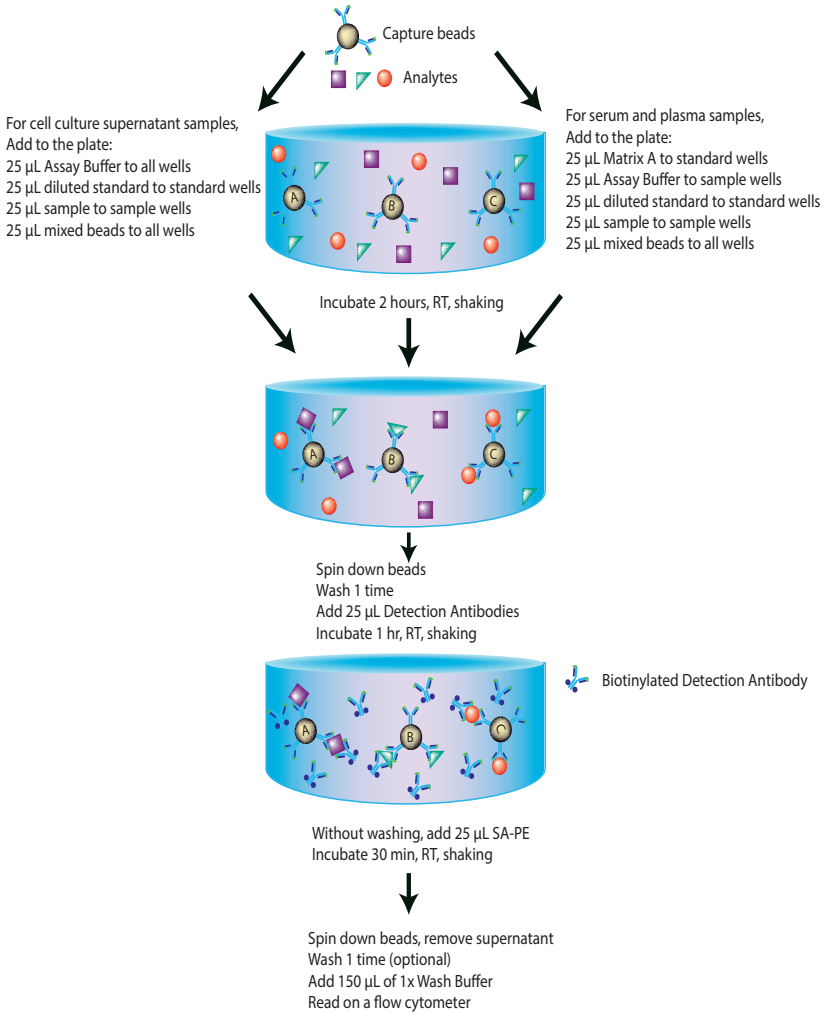 Capture beads
Analytes
For cell culture supernatant samples,
Add to the plate:
25 µL Assay Buffer to all wells
25 µL diluted standard to standard wells
25 µL sample to sample wells
25 µL mixed beads to all wells
For serum and plasma samples,
Add to the plate:
25 µL Matrix A to standard wells
25 µL Assay Buffer to sample wells
25 µL diluted standard to standard wells
25 µL sample to sample wells
25 µL mixed beads to all wells
A
B
C
Incubate 2 hours, RT, shaking
A
B
C
Spin down beads
Wash 1 time
Add 25 µL Detection Antibodies
Incubate 1 hr, RT, shaking
Biotinylated Detection Antibody
A
B
C
Without washing, add 25 µL SA-PE
Incubate 30 min, RT, shaking
Spin down beads, remove supernatant
Wash 1 time (optional)
Add 150 µL of 1x Wash Buffer
Read on a flow cytometer